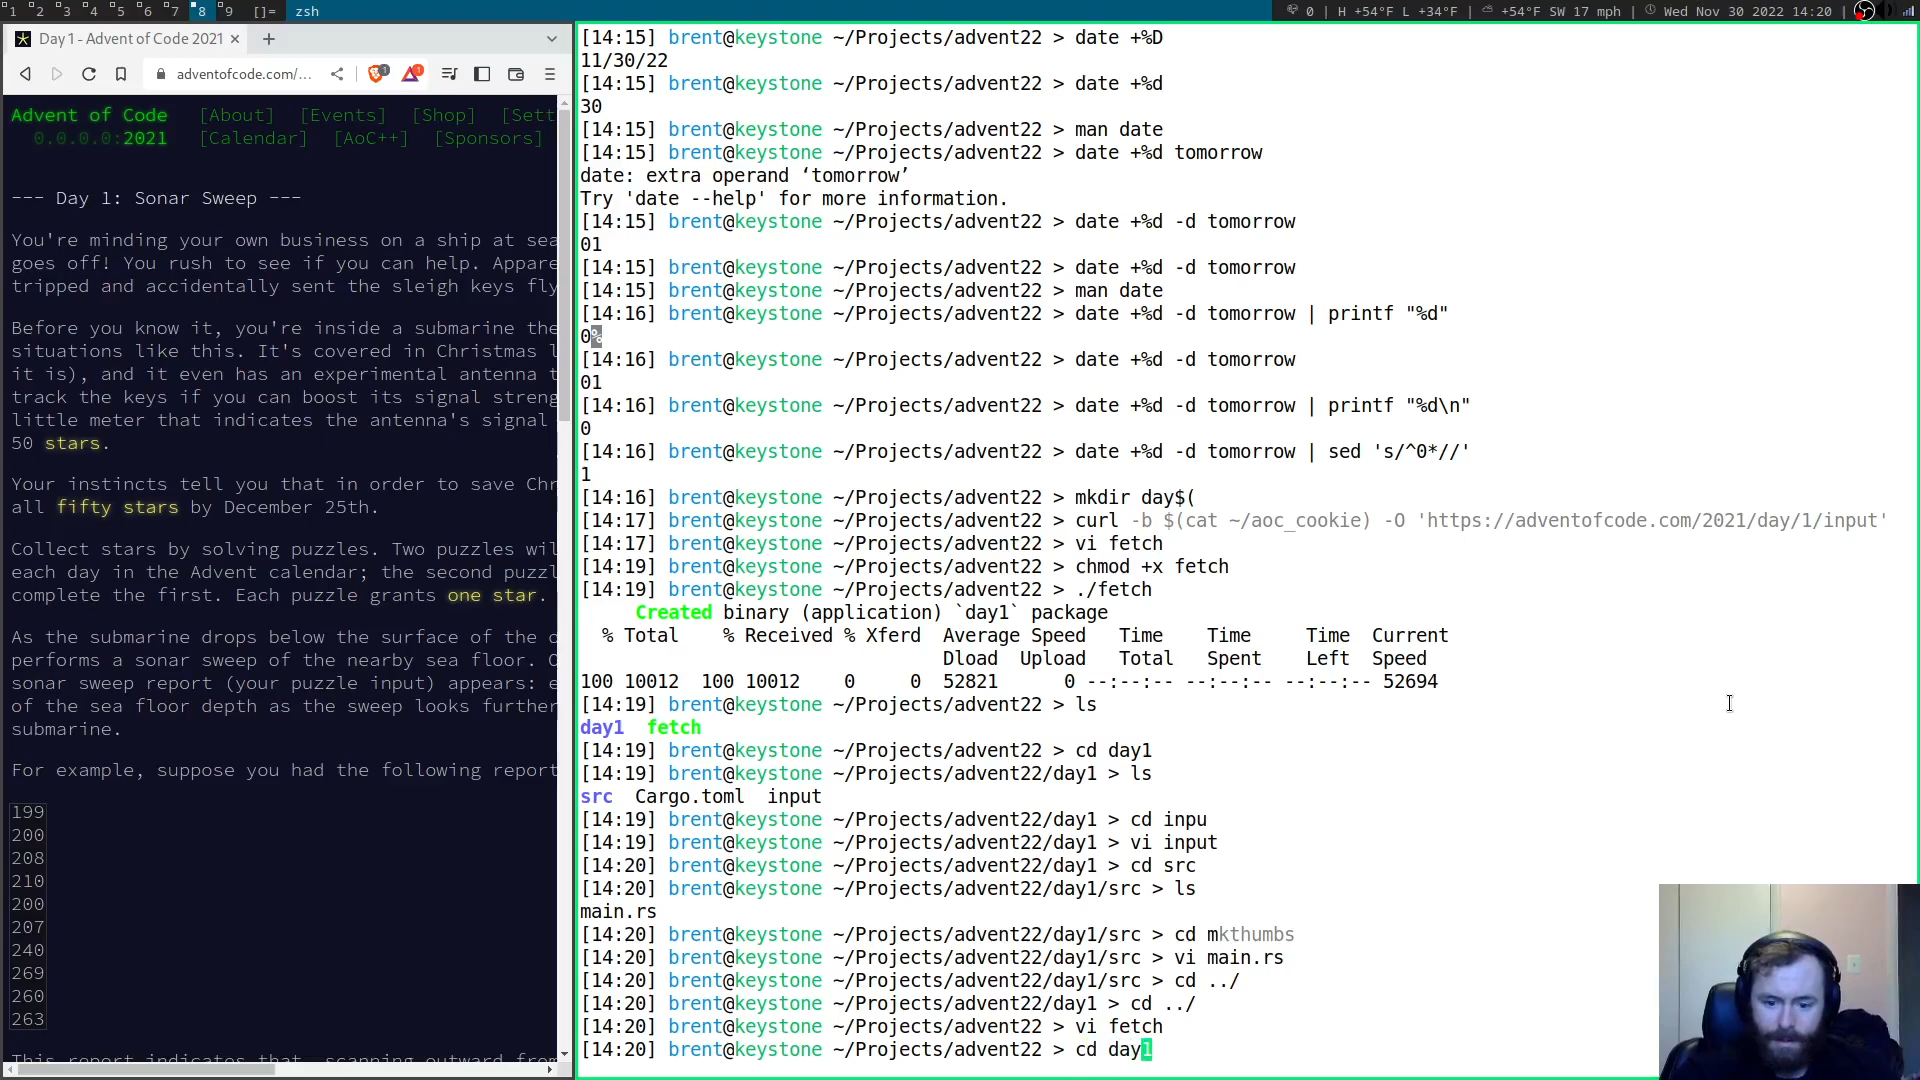 1 2 3 4 5 6 7 8 9 []= zsh
0 | H +54°F L +34°F | +54°F SW 17 mph | Wed Nov 30 2022 14:20 |
Day 1 - Advent of Code 2021
adventofcode.com/...
1
1
Advent of Code [About] [Events] [Shop] [Sett
0.0.0.0:2021 [Calendar] [AoC++] [Sponsors]
--- Day 1: Sonar Sweep ---
You're minding your own business on a ship at sea
goes off! You rush to see if you can help. Appare
tripped and accidentally sent the sleigh keys fly
Before you know it, you're inside a submarine the
situations like this. It's covered in Christmas l
it is), and it even has an experimental antenna t
track the keys if you can boost its signal streng
little meter that indicates the antenna's signal
50 stars.
Your instincts tell you that in order to save Chr
all fifty stars by December 25th.
Collect stars by solving puzzles. Two puzzles wil
each day in the Advent calendar; the second puzzl
complete the first. Each puzzle grants one star.
As the submarine drops below the surface of the o
performs a sonar sweep of the nearby sea floor. O
sonar sweep report (your puzzle input) appears: e
of the sea floor depth as the sweep looks further
submarine.
For example, suppose you had the following report
199
200
208
210
200
207
240
269
260
263
This report indicates that, scanning outward from
[14:15] brent@keystone ~/Projects/advent22 > date +%D
11/30/22
[14:15] brent@keystone ~/Projects/advent22 > date +%d
30
[14:15] brent@keystone ~/Projects/advent22 > man date
[14:15] brent@keystone ~/Projects/advent22 > date +%d tomorrow
date: extra operand ‘tomorrow’
Try 'date --help' for more information.
[14:15] brent@keystone ~/Projects/advent22 > date +%d -d tomorrow
01
[14:15] brent@keystone ~/Projects/advent22 > date +%d -d tomorrow
[14:15] brent@keystone ~/Projects/advent22 > man date
[14:16] brent@keystone ~/Projects/advent22 > date +%d -d tomorrow | printf "%d"
0%
[14:16] brent@keystone ~/Projects/advent22 > date +%d -d tomorrow
01
[14:16] brent@keystone ~/Projects/advent22 > date +%d -d tomorrow | printf "%d\n"
0
[14:16] brent@keystone ~/Projects/advent22 > date +%d -d tomorrow | sed 's/^0*//'
1
[14:16] brent@keystone ~/Projects/advent22 > mkdir day$(
[14:17] brent@keystone ~/Projects/advent22 > curl -b $(cat ~/aoc_cookie) -O 'https://adventofcode.com/2021/day/1/input'
[14:17] brent@keystone ~/Projects/advent22 > vi fetch
[14:19] brent@keystone ~/Projects/advent22 > chmod +x fetch
[14:19] brent@keystone ~/Projects/advent22 > ./fetch
Created binary (application) `day1` package
% Total % Received % Xferd Average Speed Time Time Time Current
Dload Upload Total Spent Left Speed
100 10012 100 10012 0 0 52821 0 --:--:-- --:--:-- --:--:-- 52694
[14:19] brent@keystone ~/Projects/advent22 > ls
day1 fetch
[14:19] brent@keystone ~/Projects/advent22 > cd day1
[14:19] brent@keystone ~/Projects/advent22/day1 > ls
src Cargo.toml input
[14:19] brent@keystone ~/Projects/advent22/day1 > cd inpu
[14:19] brent@keystone ~/Projects/advent22/day1 > vi input
[14:20] brent@keystone ~/Projects/advent22/day1 > cd src
[14:20] brent@keystone ~/Projects/advent22/day1/src > ls
main.rs
[14:20] brent@keystone ~/Projects/advent22/day1/src > cd mkthumbs
[14:20] brent@keystone ~/Projects/advent22/day1/src > vi main.rs
[14:20] brent@keystone ~/Projects/advent22/day1/src > cd ../
[14:20] brent@keystone ~/Projects/advent22/day1 > cd ../
[14:20] brent@keystone ~/Projects/advent22 > vi fetch
[14:20] brent@keystone ~/Projects/advent22 > cd day1